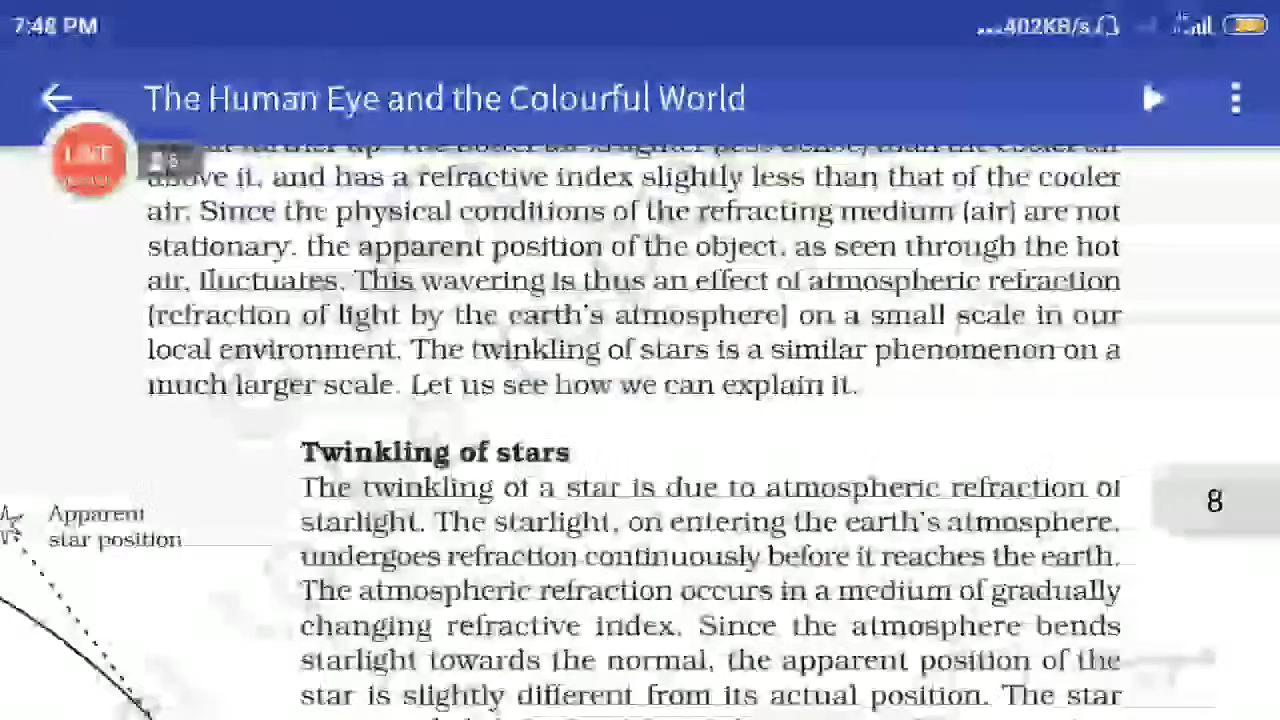 7:48 PM
...402KB/s
The Human Eye and the Colourful World
LIVE
6
above it, and has a refractive index slightly less than that of the cooler
air. Since the physical conditions of the refracting medium (air) are not
stationary, the apparent position of the object, as seen through the hot
air, fluctuates. This wavering is thus an effect of atmospheric refraction
(refraction of light by the earth's atmosphere) on a small scale in our
local environment. The twinkling of stars is a similar phenomenon on a
much larger scale. Let us see how we can explain it.
Twinkling of stars
The twinkling of a star is due to atmospheric refraction of
starlight. The starlight, on entering the earth's atmosphere,
undergoes refraction continuously before it reaches the earth.
The atmospheric refraction occurs in a medium of gradually
changing refractive index. Since the atmosphere bends
starlight towards the normal, the apparent position of the
star is slightly different from its actual position. The star
Apparent
star position
8